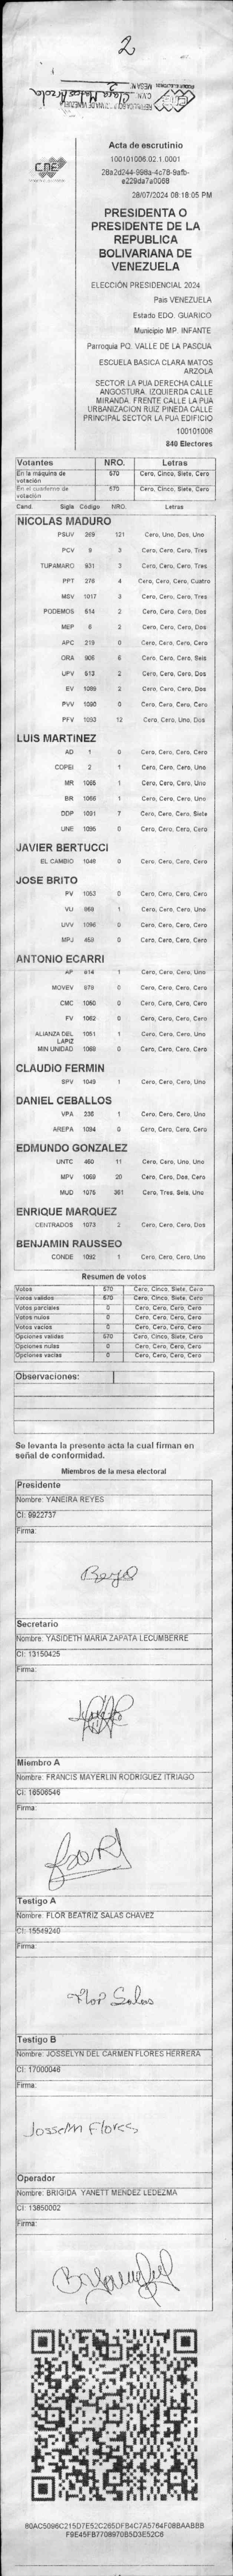 2
MESA Nº: 2
C.N.V: Clara Matos Arzola
PODER ELECTORAL
REPÚBLICA BOLIVARIANA DE VENEZUELA
CNE
Acta de escrutinio
100101006.02.1.0001
28/07/2024 08:18:05 PM
PRESIDENTA O
PRESIDENTE DE LA
REPUBLICA
BOLIVARIANA DE
VENEZUELA
ELECCIÓN PRESIDENCIAL 2024
Pais VENEZUELA
Estado EDO. GUARICO
Municipio MP. INFANTE
Parroquia PQ. VALLE DE LA PASCUA
ESCUELA BASICA CLARA MATOS
ARZOLA
SECTOR LA PUA DERECHA CALLE
ANGOSTURA. IZQUIERDA CALLE
MIRANDA. FRENTE CALLE LA PUA
URBANIZACION RUIZ PINEDA CALLE
PRINCIPAL SECTOR LA PUA EDIFICIO
100101006
840 Electores
Votantes NRO. Letras
En la máquina de votación 570 Cero, Cinco, Siete, Cero
En el cuaderno de votación 570 Cero, Cinco, Siete, Cero
Cand. Sigla Código NRO. Letras
NICOLAS MADURO
PSUV 269 121 Cero, Uno, Dos, Uno
PCV 9 3 Cero, Cero, Cero, Tres
TUPAMARO 931 3 Cero, Cero, Cero, Tres
PPT 276 4 Cero, Cero, Cero, Cuatro
MSV 1017 3 Cero, Cero, Cero, Tres
PODEMOS 614 2 Cero, Cero, Cero, Dos
MEP 6 2 Cero, Cero, Cero, Dos
APC 219 0 Cero, Cero, Cero, Cero
ORA 906 6 Cero, Cero, Cero, Seis
UPV 513 2 Cero, Cero, Cero, Dos
EV 1089 2 Cero, Cero, Cero, Dos
PVV 1090 0 Cero, Cero, Cero, Cero
PFV 1093 12 Cero, Cero, Uno, Dos
LUIS MARTINEZ
AD 1 0 Cero, Cero, Cero, Cero
COPEI 2 1 Cero, Cero, Cero, Uno
MR 1065 1 Cero, Cero, Cero, Uno
BR 1066 1 Cero, Cero, Cero, Uno
DDP 1091 7 Cero, Cero, Cero, Siete
UNE 1095 0 Cero, Cero, Cero, Cero
JAVIER BERTUCCI
EL CAMBIO 1048 0 Cero, Cero, Cero, Cero
JOSE BRITO
PV 1053 0 Cero, Cero, Cero, Cero
VU 959 1 Cero, Cero, Cero, Uno
UVV 1096 0 Cero, Cero, Cero, Cero
MPJ 459 0 Cero, Cero, Cero, Cero
ANTONIO ECARRI
AP 914 1 Cero, Cero, Cero, Uno
MOVEV 979 0 Cero, Cero, Cero, Cero
CMC 1050 0 Cero, Cero, Cero, Cero
FV 1062 0 Cero, Cero, Cero, Cero
ALIANZA DEL LAPIZ 1051 1 Cero, Cero, Cero, Uno
MIN UNIDAD 1069 0 Cero, Cero, Cero, Cero
CLAUDIO FERMIN
SPV 1049 1 Cero, Cero, Cero, Uno
DANIEL CEBALLOS
VPA 236 1 Cero, Cero, Cero, Uno
AREPA 1094 0 Cero, Cero, Cero, Cero
EDMUNDO GONZALEZ
UNTC 460 11 Cero, Cero, Uno, Uno
MPV 1059 20 Cero, Cero, Dos, Cero
MUD 1075 361 Cero, Tres, Seis, Uno
ENRIQUE MARQUEZ
CENTRADOS 1073 2 Cero, Cero, Cero, Dos
BENJAMIN RAUSSEO
CONDE 1092 1 Cero, Cero, Cero, Uno
Resumen de votos
Votos 570 Cero, Cinco, Siete, Cero
Votos validos 570 Cero, Cinco, Siete, Cero
Votos parciales 0 Cero, Cero, Cero, Cero
Votos nulos 0 Cero, Cero, Cero, Cero
Votos vacios 0 Cero, Cero, Cero, Cero
Opciones validas 570 Cero, Cinco, Siete, Cero
Opciones nulas 0 Cero, Cero, Cero, Cero
Opciones vacias 0 Cero, Cero, Cero, Cero
Observaciones:
Se levanta la presente acta la cual firman en
señal de conformidad.
Miembros de la mesa electoral
Presidente
Nombre: YANEIRA REYES
CI: 9922737
Firma:
Secretario
Nombre: YASIDETH MARIA ZAPATA LECUMBERRE
CI: 13150425
Firma:
Miembro A
Nombre: FRANCIS MAYERLIN RODRIGUEZ ITRIAGO
CI: 16506546
Firma:
Testigo A
Nombre: FLOR BEATRIZ SALAS CHAVEZ
CI: 15549240
Firma:
Flor Salas
Testigo B
Nombre: JOSSELYN DEL CARMEN FLORES HERRERA
CI: 17000046
Firma:
Josselyn Flores
Operador
Nombre: BRIGIDA YANETT MENDEZ LEDEZMA
CI: 13850002
Firma: